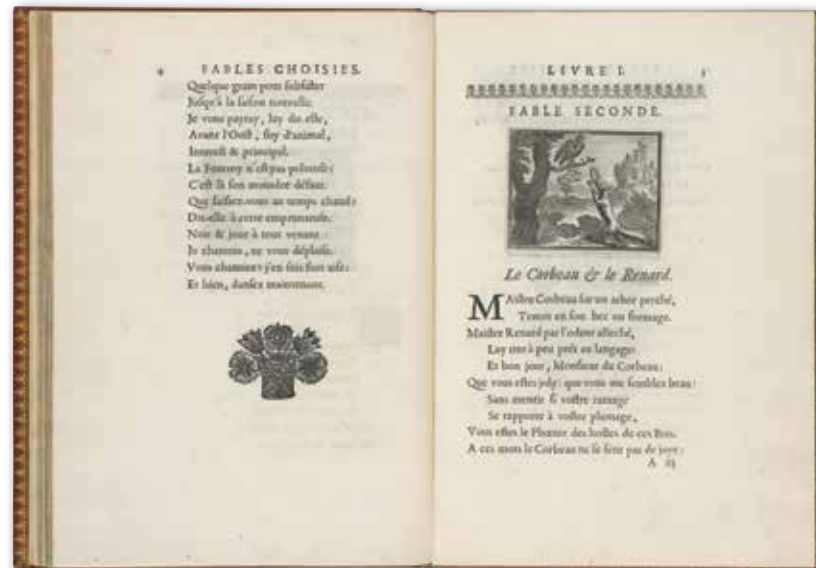 4 FABLES CHOISIES.
Quelque grain pour subsister
Jusqu'à la saison nouvelle.
Je vous payray, luy dit-elle,
Avant l'Oust, foy d'animal,
Interest & principal.
La Fourmy n'est pas presteuse:
C'est là son moindre défaut.
Que faisiez-vous au temps chaud?
Dit-elle à cette emprunteuse.
Nuit & jour à tout venant
Je chantois, ne vous déplaise.
Vous chantiez? j'en suis fort aise:
Et bien, dansez maintenant.
LIVRE I. 5
FABLE SECONDE.
Le Corbeau & le Renard.
MAistre Corbeau sur un arbre perché,
Tenoit en son bec un fromage.
Maistre Renard par l'odeur alleché,
Luy tint à peu prés ce langage:
Et bon jour, Monsieur du Corbeau:
Que vous estes joly! que vous me semblez beau!
Sans mentir si vostre ramage
Se rapporte à vostre plumage,
Vous estes le Phœnix des hostes de ces Bois.
A ces mots le Corbeau ne se sent pas de joye:
A iij